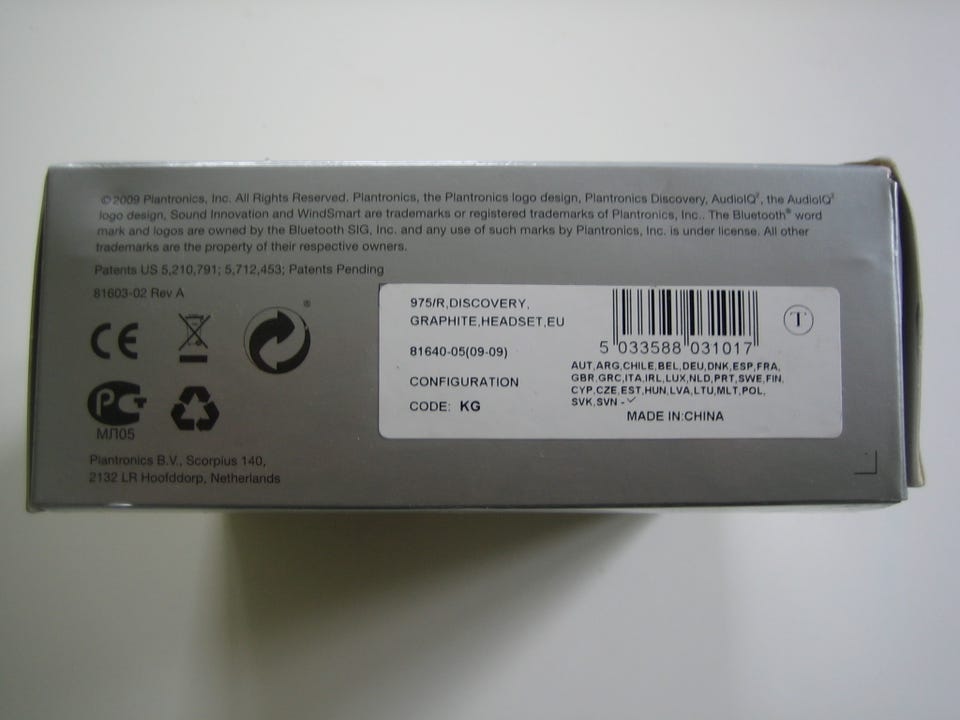 ©2009 Plantronics, Inc. All Rights Reserved. Plantronics, the Plantronics logo design, Plantronics Discovery, AudioIQ², the AudioIQ²
logo design, Sound Innovation and WindSmart are trademarks or registered trademarks of Plantronics, Inc.. The Bluetooth® word
mark and logos are owned by the Bluetooth SIG, Inc. and any use of such marks by Plantronics, Inc. is under license. All other
trademarks are the property of their respective owners.
Patents US 5,210,791; 5,712,453; Patents Pending
81603-02 Rev A
CE
®
РСТ
МЛ05
Plantronics B.V., Scorpius 140,
2132 LR Hoofddorp, Netherlands
975/R,DISCOVERY,
GRAPHITE,HEADSET,EU
81640-05(09-09)
CONFIGURATION
CODE: KG
5 033588 031017
T
AUT,ARG,CHILE,BEL,DEU,DNK,ESP,FRA,
GBR,GRC,ITA,IRL,LUX,NLD,PRT,SWE,FIN,
CYP,CZE,EST,HUN,LVA,LTU,MLT,POL,
SVK,SVN - ✓
MADE IN:CHINA